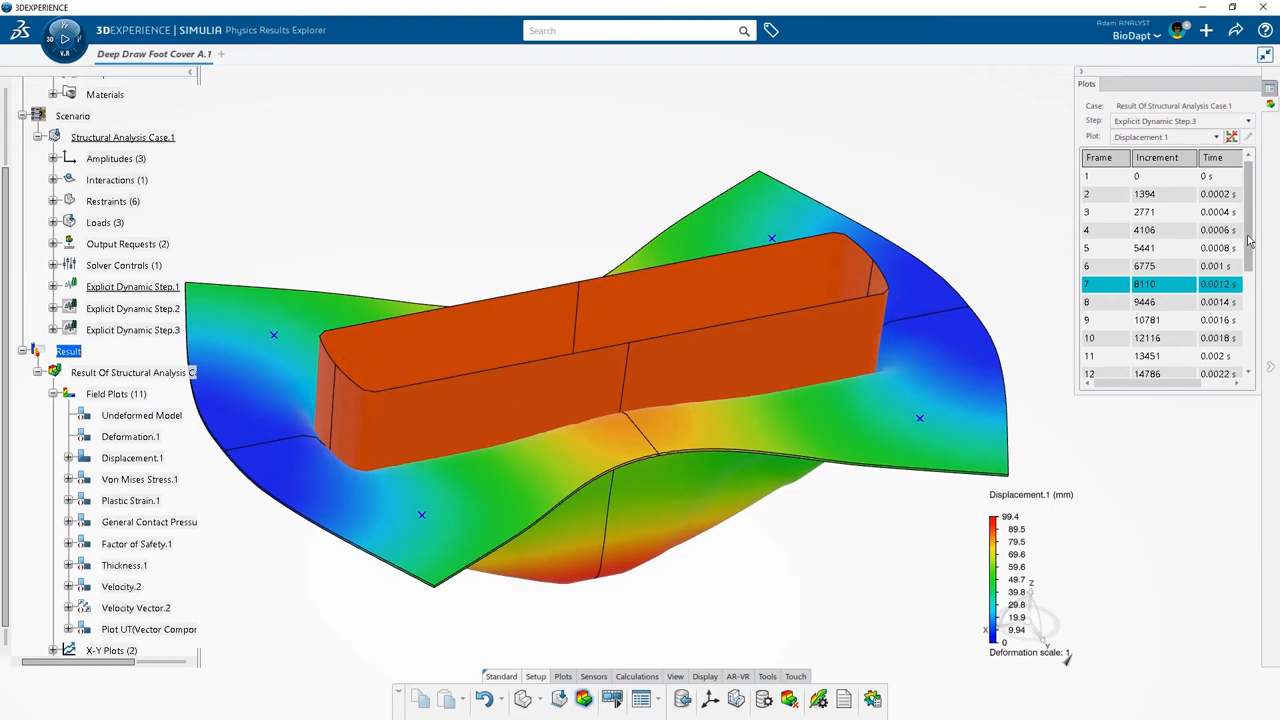 3DEXPERIENCE
3DEXPERIENCE | SIMULIA Physics Results Explorer
Search
Adam ANALYST
BioDapt
3D
V.R
Deep Draw Foot Cover A.1
Materials
Scenario
Structural Analysis Case.1
Amplitudes (3)
Interactions (1)
Restraints (6)
Loads (3)
Output Requests (2)
Solver Controls (1)
Explicit Dynamic Step.1
Explicit Dynamic Step.2
Explicit Dynamic Step.3
Result
Result Of Structural Analysis C
Field Plots (11)
Undeformed Model
Deformation.1
Displacement.1
Von Mises Stress.1
Plastic Strain.1
General Contact Pressu
Factor of Safety.1
Thickness.1
Velocity.2
Velocity Vector.2
Plot UT(Vector Compor
X-Y Plots (2)
Plots
Case: Result Of Structural Analysis Case.1
Step: Explicit Dynamic Step.3
Plot: Displacement.1
Frame Increment Time
1 0 0 s
2 1394 0.0002 s
3 2771 0.0004 s
4 4106 0.0006 s
5 5441 0.0008 s
6 6775 0.001 s
7 8110 0.0012 s
8 9446 0.0014 s
9 10781 0.0016 s
10 12116 0.0018 s
11 13451 0.002 s
12 14786 0.0022 s
Displacement.1 (mm)
99.4
89.5
79.5
69.6
59.6
49.7
39.8
29.8
19.9
9.94
0
Z
X
Y
Deformation scale: 1
Standard Setup Plots Sensors Calculations View Display AR-VR Tools Touch